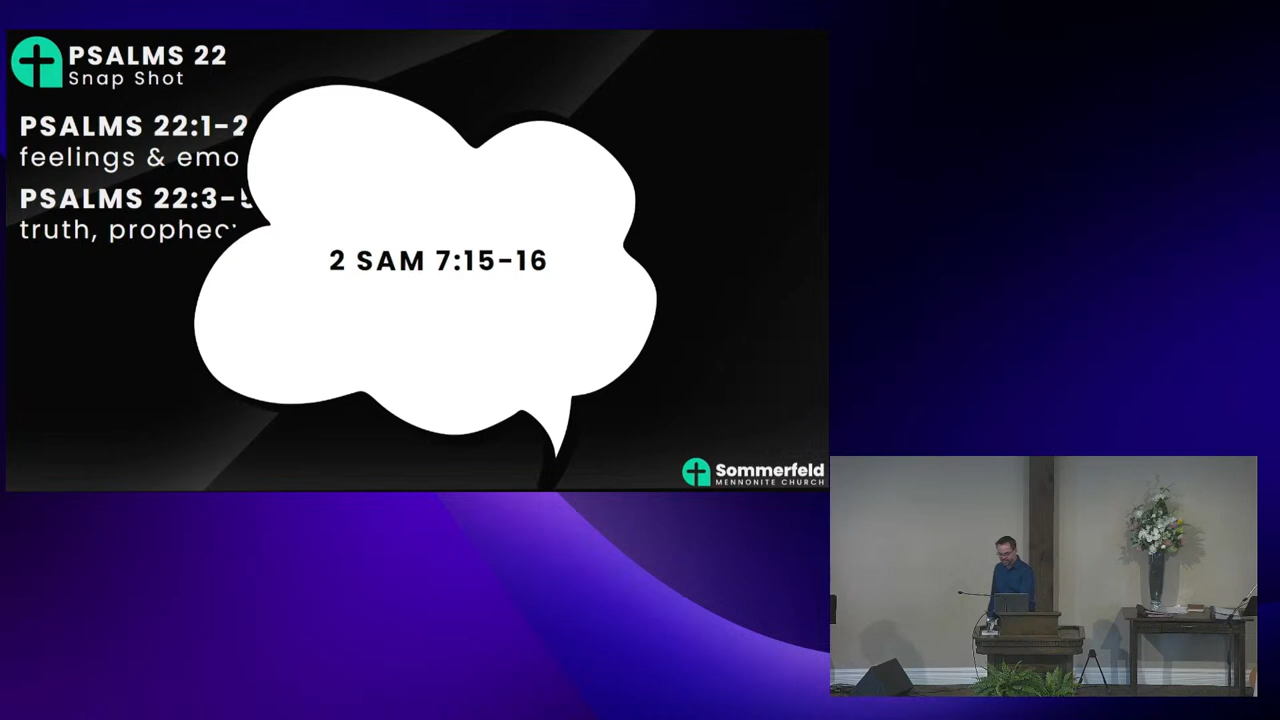 PSALMS 22
Snap Shot
PSALMS 22:1-2
feelings & emo
PSALMS 22:3-5
truth, prophec
2 SAM 7:15-16
Sommerfeld
MENNONITE CHURCH